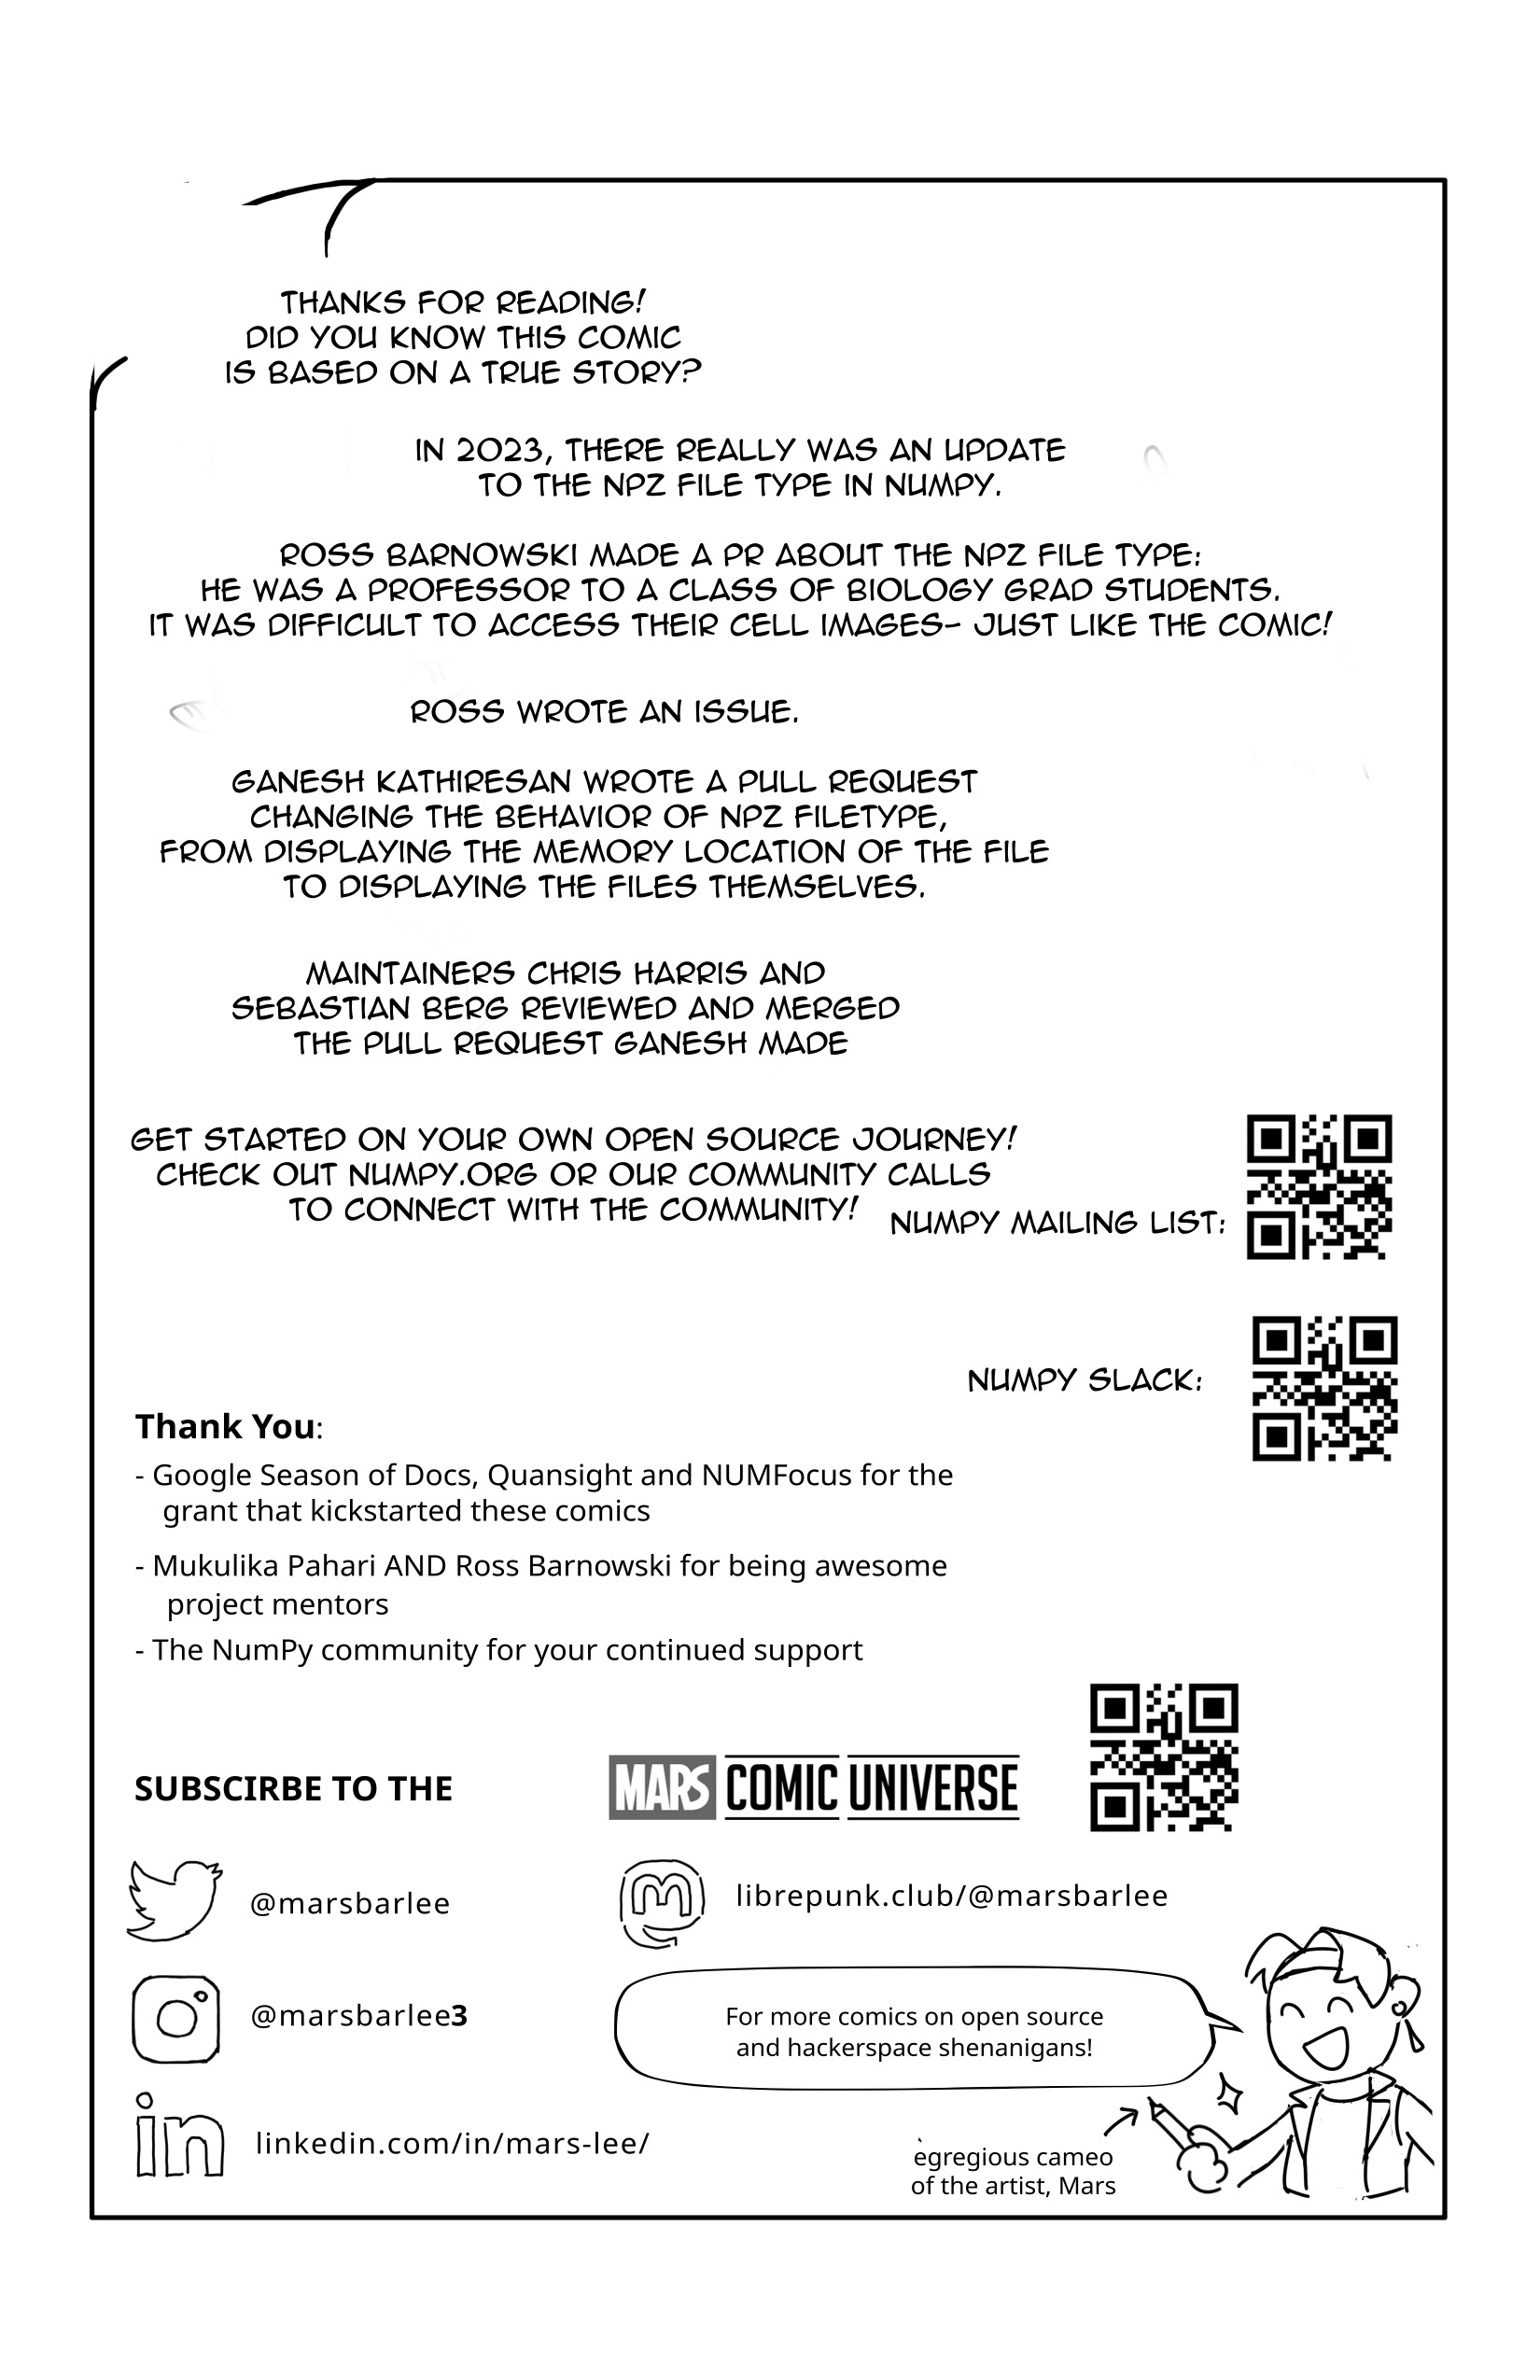 THANKS FOR READING!
DID YOU KNOW THIS COMIC
IS BASED ON A TRUE STORY?
IN 2023, THERE REALLY WAS AN UPDATE
TO THE NPZ FILE TYPE IN NUMPY.
ROSS BARNOWSKI MADE A PR ABOUT THE NPZ FILE TYPE:
HE WAS A PROFESSOR TO A CLASS OF BIOLOGY GRAD STUDENTS.
IT WAS DIFFICULT TO ACCESS THEIR CELL IMAGES- JUST LIKE THE COMIC!
ROSS WROTE AN ISSUE.
GANESH KATHIRESAN WROTE A PULL REQUEST
CHANGING THE BEHAVIOR OF NPZ FILETYPE,
FROM DISPLAYING THE MEMORY LOCATION OF THE FILE
TO DISPLAYING THE FILES THEMSELVES.
MAINTAINERS CHRIS HARRIS AND
SEBASTIAN BERG REVIEWED AND MERGED
THE PULL REQUEST GANESH MADE
GET STARTED ON YOUR OWN OPEN SOURCE JOURNEY!
CHECK OUT NUMPY.ORG OR OUR COMMUNITY CALLS
TO CONNECT WITH THE COMMUNITY!
NUMPY MAILING LIST:
NUMPY SLACK:
Thank You:
- Google Season of Docs, Quansight and NUMFocus for the
grant that kickstarted these comics
- Mukulika Pahari AND Ross Barnowski for being awesome
project mentors
- The NumPy community for your continued support
SUBSCIRBE TO THE
MARS COMIC UNIVERSE
@marsbarlee
librepunk.club/@marsbarlee
@marsbarlee3
For more comics on open source
and hackerspace shenanigans!
in linkedin.com/in/mars-lee/
egregious cameo
of the artist, Mars